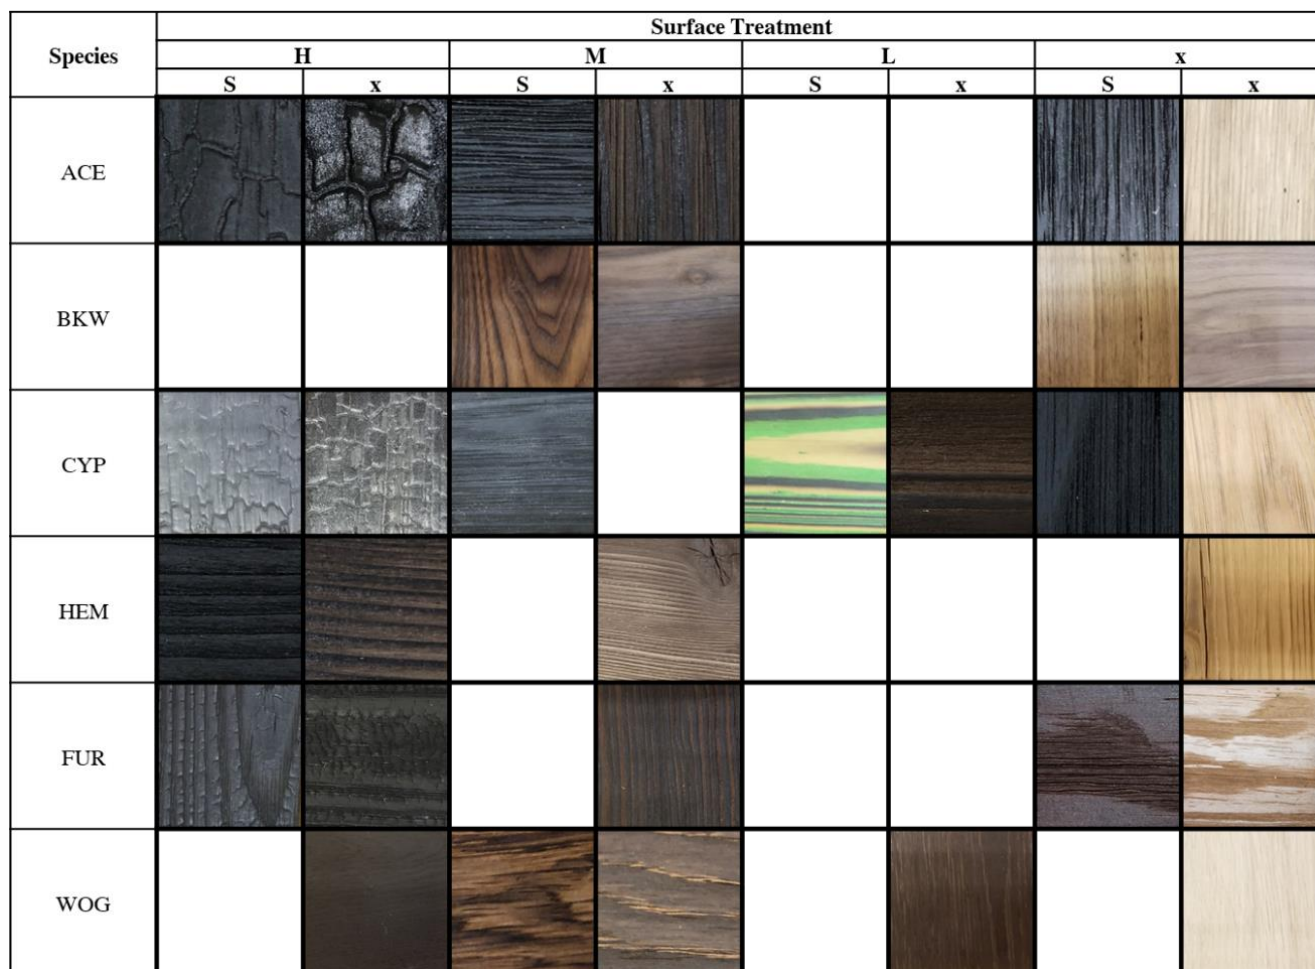 Species
Surface Treatment
H M L x
S x S x S x S x
ACE
BKW
CYP
HEM
FUR
WOG